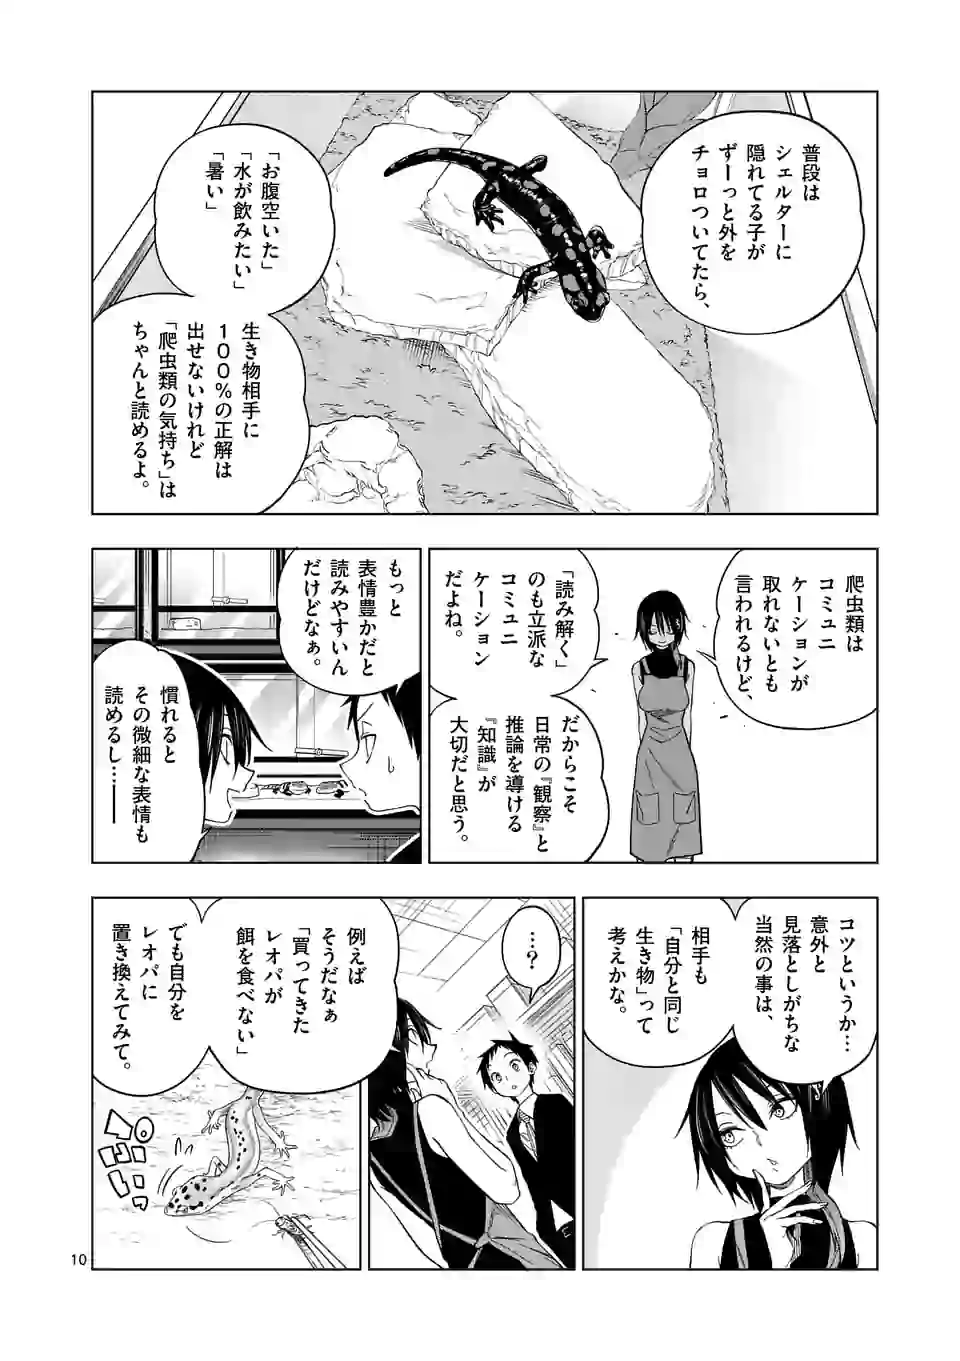 普段は
シェルターに
隠れてる子が
ずーっと外を
チョロついてたら、
「お腹空いた」
「水が飲みたい」
「暑い」
生き物相手に
100%の正解は
出せないけれど
「爬虫類の気持ち」は
ちゃんと読めるよ。
爬虫類は
コミュニ
ケーションが
取れないとも
言われるけど、
「読み解く」
のも立派な
コミュニ
ケーション
だよね。
だからこそ
日常の『観察』と
推論を導ける
『知識』が
大切だと思う。
もっと
表情豊かだと
読みやすいん
だけどなぁ。
慣れると
その微細な表情も
読めるし…――
コツというか…
意外と
見落としがちな
当然の事は、
相手も
「自分と同じ
生き物」って
考えかな。
…?
例えば
そうだなぁ
「買ってきた
レオパが
餌を食べない」
でも自分を
レオパに
置き換えてみて。
プイッ
10